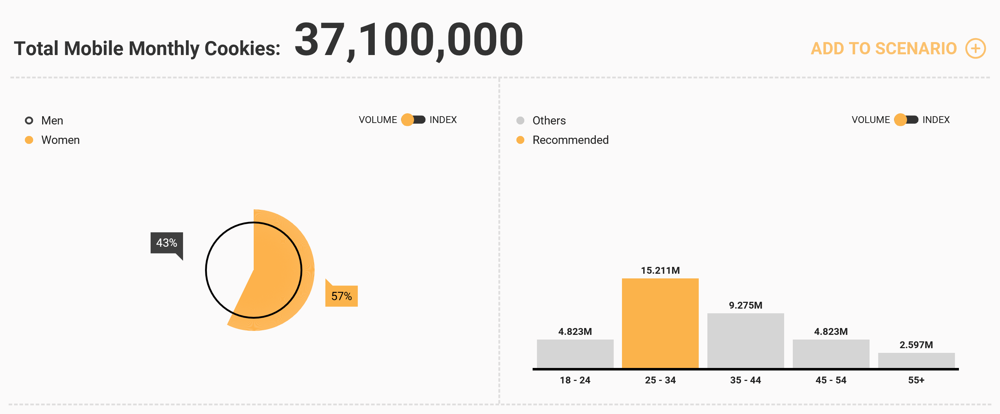 Total Mobile Monthly Cookies: 37,100,000
ADD TO SCENARIO
Men
Women
VOLUME INDEX
43%
57%
Others
Recommended
VOLUME INDEX
15.211M
9.275M
4.823M
4.823M
2.597M
18 - 24
25 - 34
35 - 44
45 - 54
55+